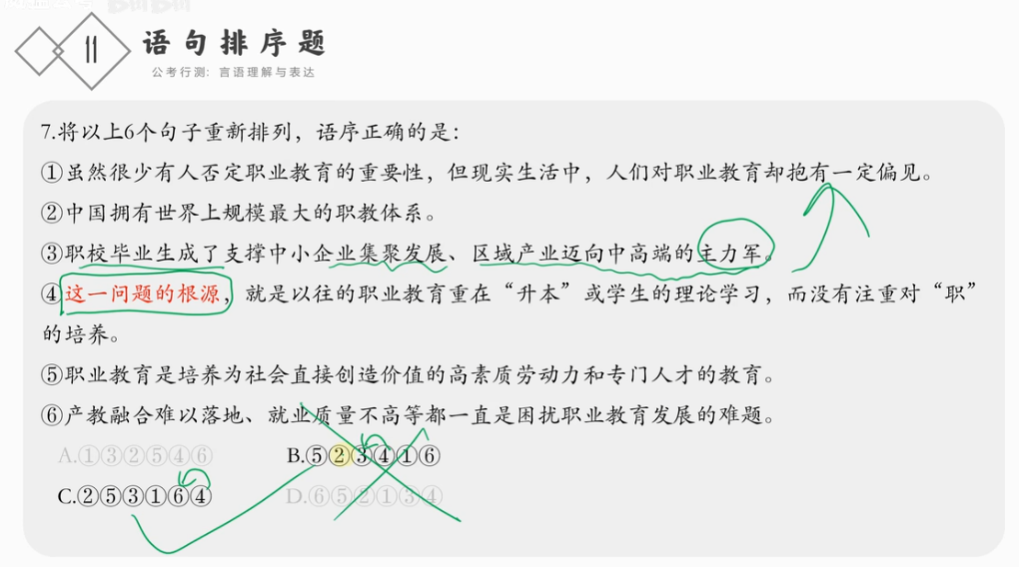 11
语句排序题
公考行测：言语理解与表达
7.将以上6个句子重新排列，语序正确的是：
①虽然很少有人否定职业教育的重要性，但现实生活中，人们对职业教育却抱有一定偏见。
②中国拥有世界上规模最大的职教体系。
③职校毕业生成了支撑中小企业集聚发展、区域产业迈向中高端的主力军。
④这一问题的根源，就是以往的职业教育重在“升本”或学生的理论学习，而没有注重对“职”
的培养。
⑤职业教育是培养为社会直接创造价值的高素质劳动力和专门人才的教育。
⑥产教融合难以落地、就业质量不高等都一直是困扰职业教育发展的难题。
A.①③②⑤④⑥ B.⑤②③④①⑥
C.②⑤③①⑥④ D.⑥⑤②①③④